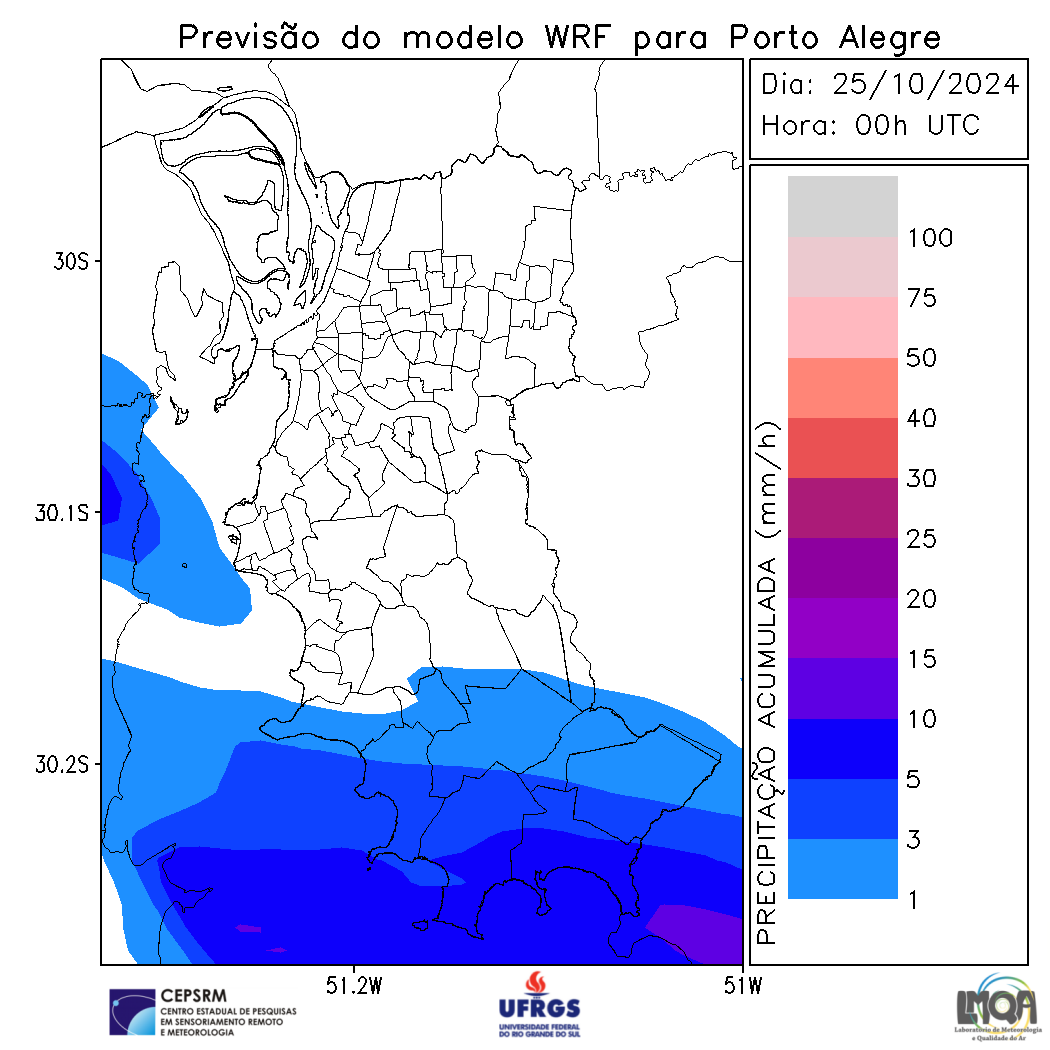 Previsão do modelo WRF para Porto Alegre
Dia: 25/10/2024
Hora: 00h UTC
100
75
50
40
30
25
20
15
10
5
3
1
PRECIPITAÇÃO ACUMULADA (mm/h)
30S
30.1S
30.2S
51.2W
51W
CEPSRM
CENTRO ESTADUAL DE PESQUISAS
EM SENSORIAMENTO REMOTO
E METEOROLOGIA
UFRGS
UNIVERSIDADE FEDERAL
DO RIO GRANDE DO SUL
LMQA
Laboratório de Meteorologia
e Qualidade do Ar